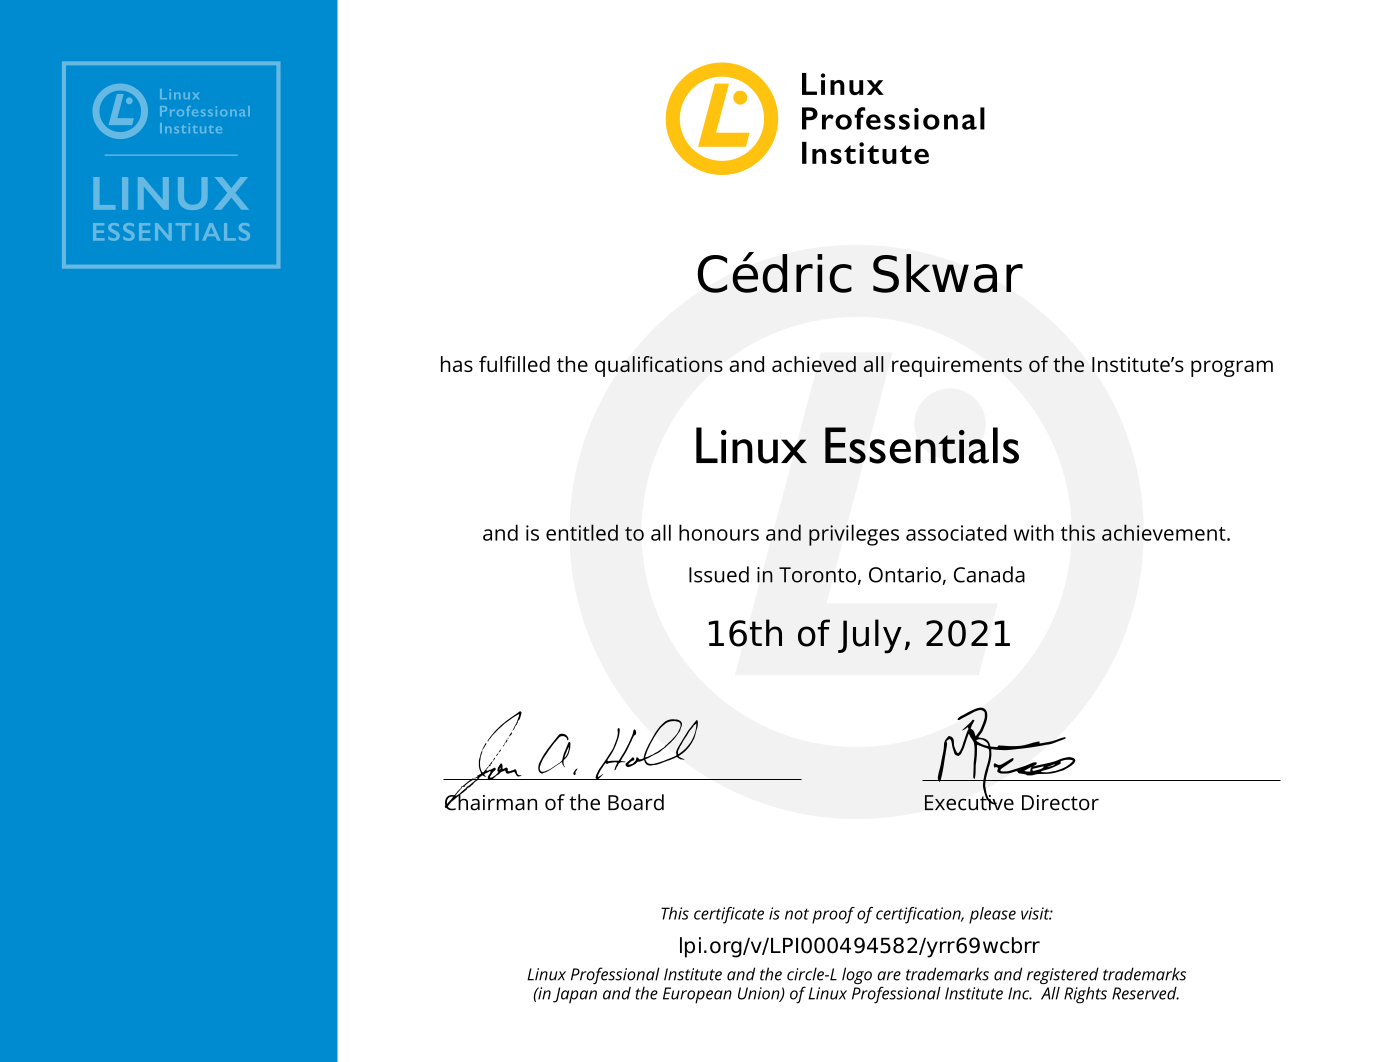 Linux
Professional
Institute
LINUX
ESSENTIALS
Linux
Professional
Institute
Cédric Skwar
has fulfilled the qualifications and achieved all requirements of the Institute’s program
Linux Essentials
and is entitled to all honours and privileges associated with this achievement.
Issued in Toronto, Ontario, Canada
16th of July, 2021
Jon A. Hall
Chairman of the Board
Executive Director
This certificate is not proof of certification, please visit:
lpi.org/v/LPI000494582/yrr69wcbrr
Linux Professional Institute and the circle-L logo are trademarks and registered trademarks
(in Japan and the European Union) of Linux Professional Institute Inc.  All Rights Reserved.